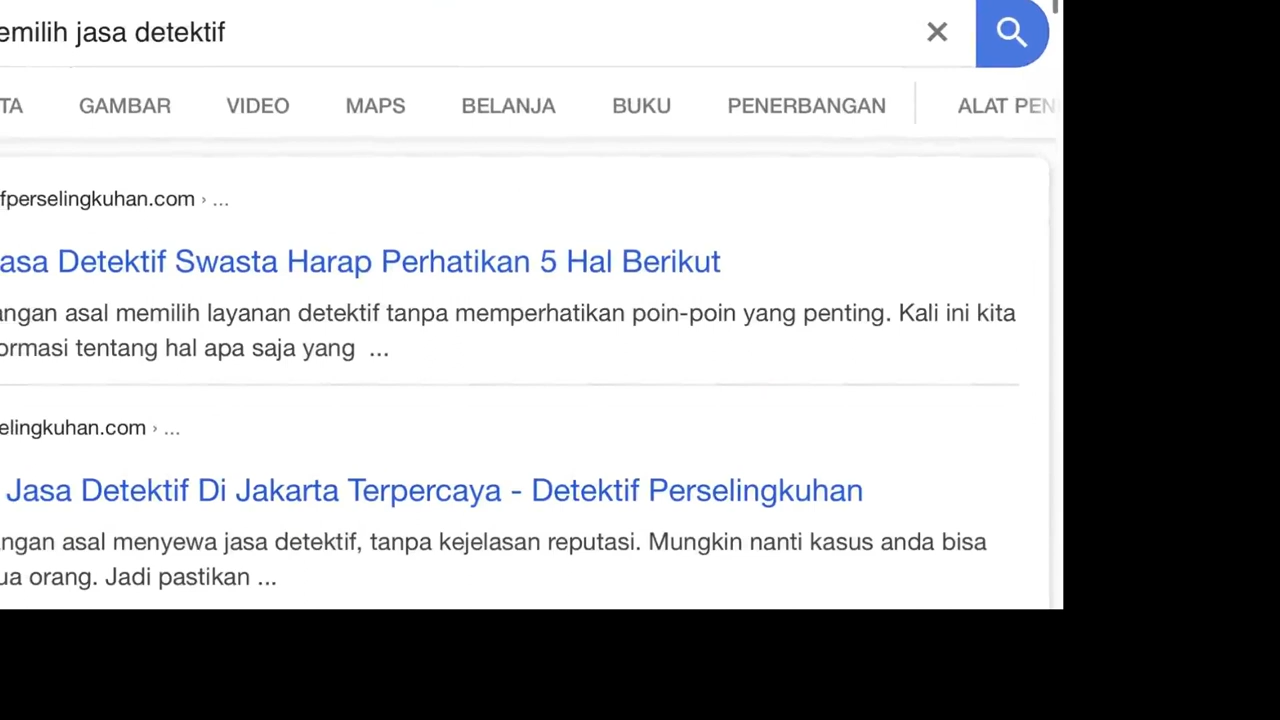 emilih jasa detektif
TA GAMBAR VIDEO MAPS BELANJA BUKU PENERBANGAN ALAT PEN
fperselingkuhan.com › ...
asa Detektif Swasta Harap Perhatikan 5 Hal Berikut
angan asal memilih layanan detektif tanpa memperhatikan poin-poin yang penting. Kali ini kita
ormasi tentang hal apa saja yang ...
elingkuhan.com › ...
Jasa Detektif Di Jakarta Terpercaya - Detektif Perselingkuhan
ngan asal menyewa jasa detektif, tanpa kejelasan reputasi. Mungkin nanti kasus anda bisa
ua orang. Jadi pastikan ...